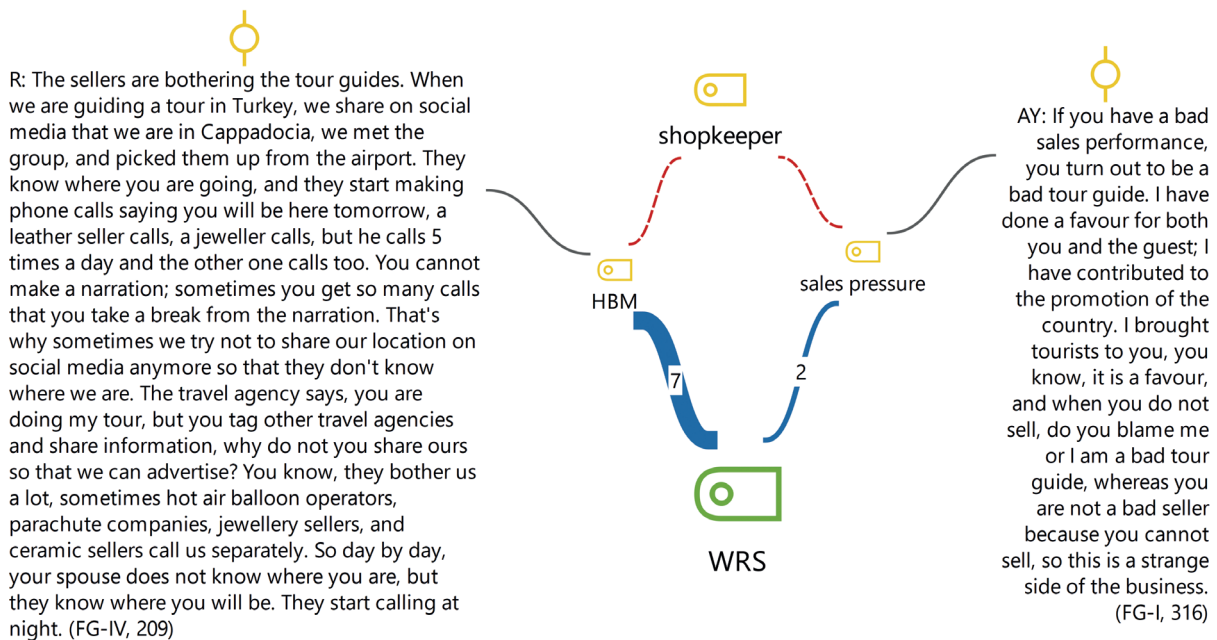 R: The sellers are bothering the tour guides. When
we are guiding a tour in Turkey, we share on social
media that we are in Cappadocia, we met the
group, and picked them up from the airport. They
know where you are going, and they start making
phone calls saying you will be here tomorrow, a
leather seller calls, a jeweller calls, but he calls 5
times a day and the other one calls too. You cannot
make a narration; sometimes you get so many calls
that you take a break from the narration. That's
why sometimes we try not to share our location on
social media anymore so that they don't know
where we are. The travel agency says, you are
doing my tour, but you tag other travel agencies
and share information, why do not you share ours
so that we can advertise? You know, they bother us
a lot, sometimes hot air balloon operators,
parachute companies, jewellery sellers, and
ceramic sellers call us separately. So day by day,
your spouse does not know where you are, but
they know where you will be. They start calling at
night. (FG-IV, 209)
shopkeeper
HBM
sales pressure
7
2
WRS
AY: If you have a bad
sales performance,
you turn out to be a
bad tour guide. I have
done a favour for both
you and the guest; I
have contributed to
the promotion of the
country. I brought
tourists to you, you
know, it is a favour,
and when you do not
sell, do you blame me
or I am a bad tour
guide, whereas you
are not a bad seller
because you cannot
sell, so this is a strange
side of the business.
(FG-I, 316)